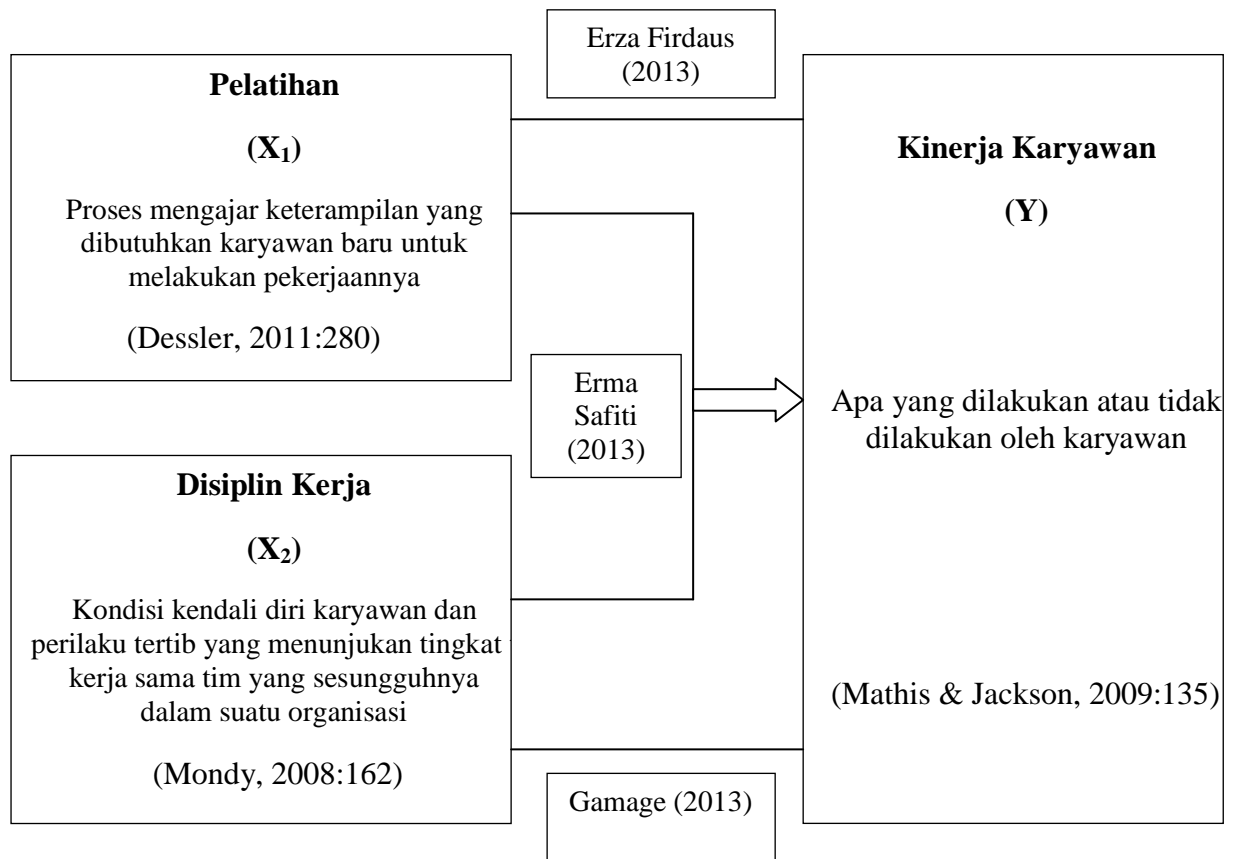 Erza Firdaus
(2013)
Pelatihan
(X₁)
Proses mengajar keterampilan yang
dibutuhkan karyawan baru untuk
melakukan pekerjaannya
(Dessler, 2011:280)
Erma
Safiti
(2013)
Disiplin Kerja
(X₂)
Kondisi kendali diri karyawan dan
perilaku tertib yang menunjukan tingkat
kerja sama tim yang sesungguhnya
dalam suatu organisasi
(Mondy, 2008:162)
Gamage (2013)
Kinerja Karyawan
(Y)
Apa yang dilakukan atau tidak
dilakukan oleh karyawan
(Mathis & Jackson, 2009:135)